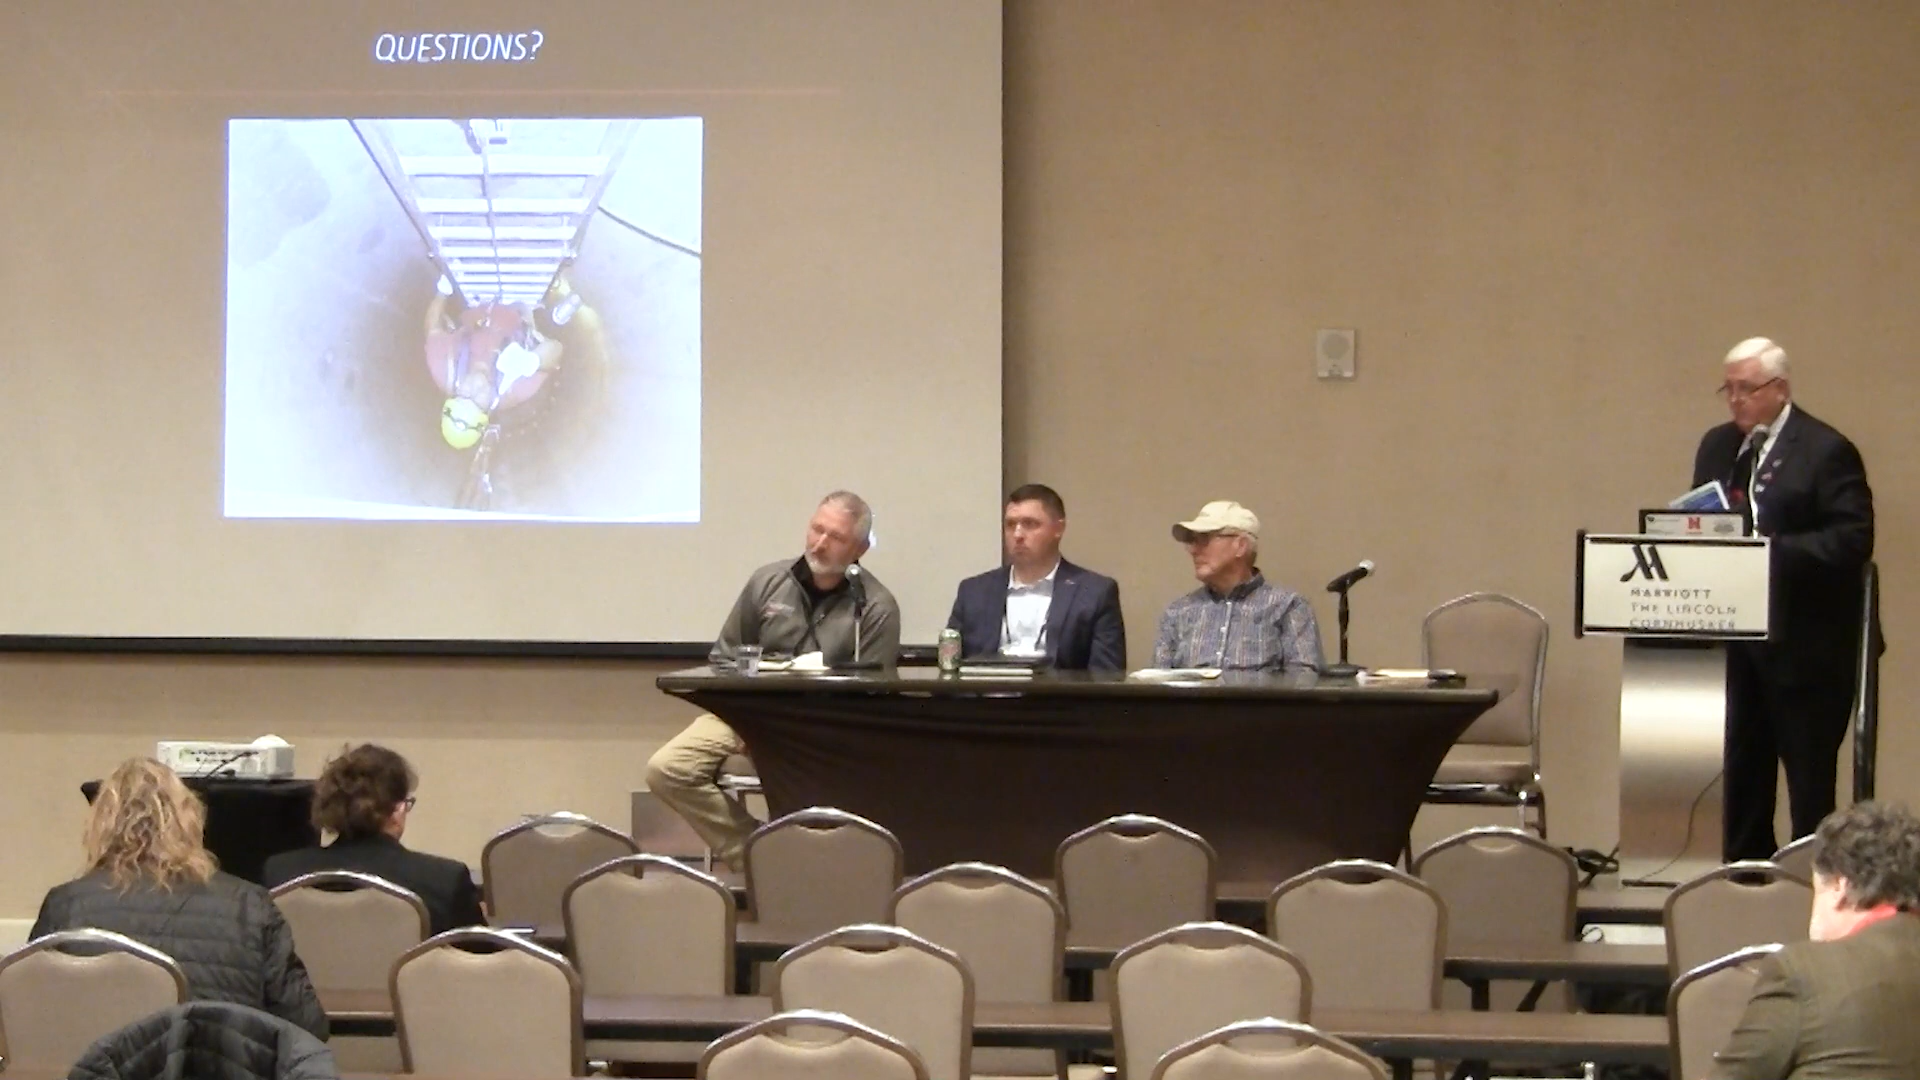 QUESTIONS?
N
MARRIOTT
THE LINCOLN
CORNHUSKER